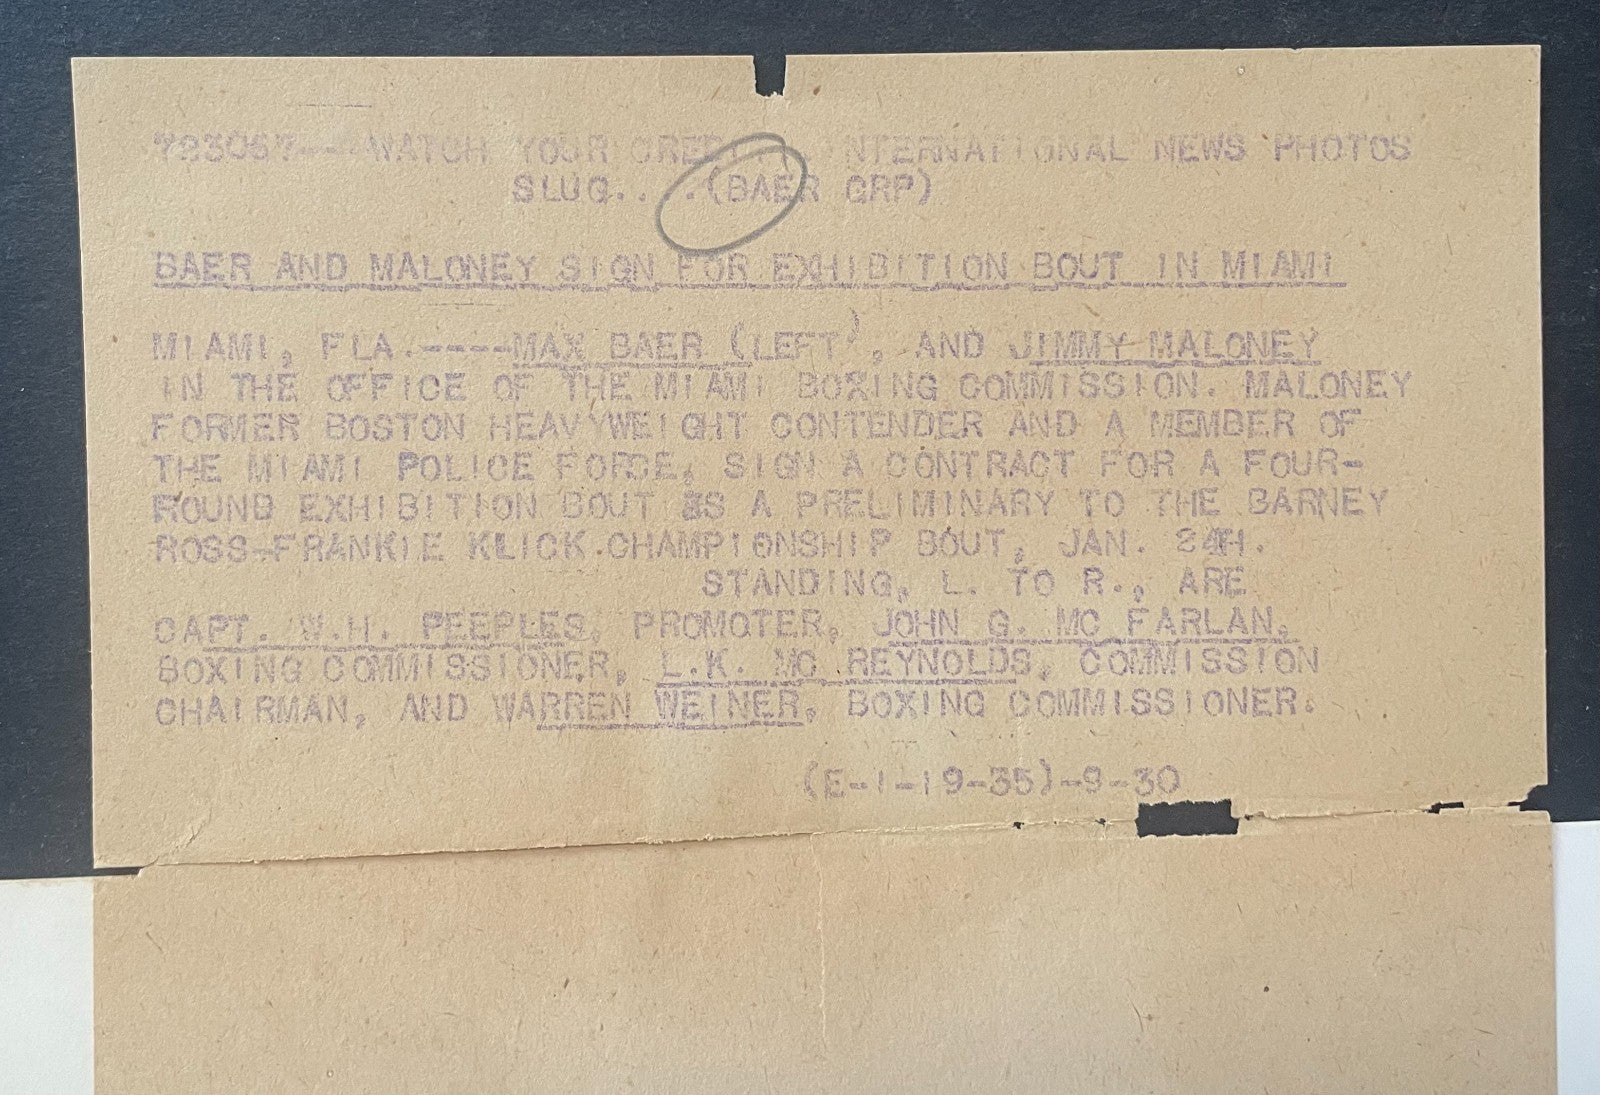 723067---WATCH YOUR CREDIT... INTERNATIONAL NEWS PHOTOS
SLUG....(BAER GRP)
BAER AND MALONEY SIGN FOR EXHIBITION BOUT IN MIAMI
MIAMI, FLA.----MAX BAER (LEFT), AND JIMMY MALONEY
IN THE OFFICE OF THE MIAMI BOXING COMMISSION. MALONEY
FORMER BOSTON HEAVYWEIGHT CONTENDER AND A MEMBER OF
THE MIAMI POLICE FORCE, SIGN A CONTRACT FOR A FOUR-
ROUND EXHIBITION BOUT AS A PRELIMINARY TO THE BARNEY
ROSS-FRANKIE KLICK CHAMPIONSHIP BOUT, JAN. 24TH.
STANDING, L. TO R., ARE
CAPT. W.H. PEEPLES, PROMOTER, JOHN G. MC FARLAN,
BOXING COMMISSIONER, L.K. MC REYNOLDS, COMMISSION
CHAIRMAN, AND WARREN WEINER, BOXING COMMISSIONER.
(E-1-19-35)-9-30